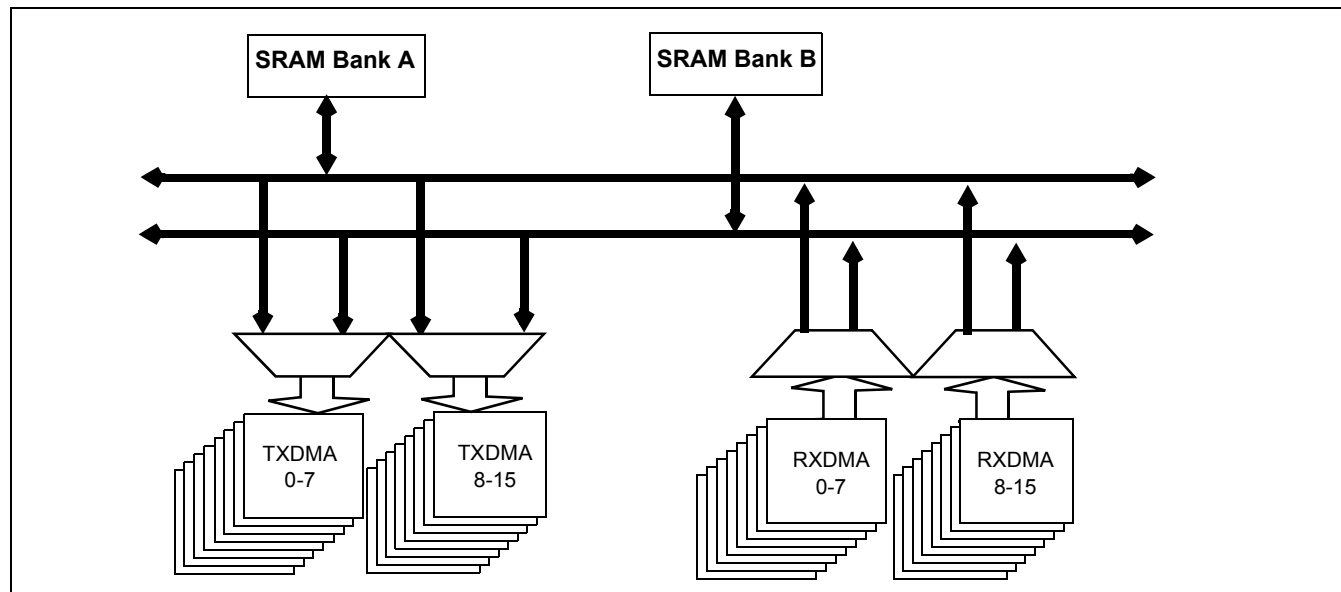 SRAM Bank A
SRAM Bank B
TXDMA
0-7
TXDMA
8-15
RXDMA
0-7
RXDMA
8-15